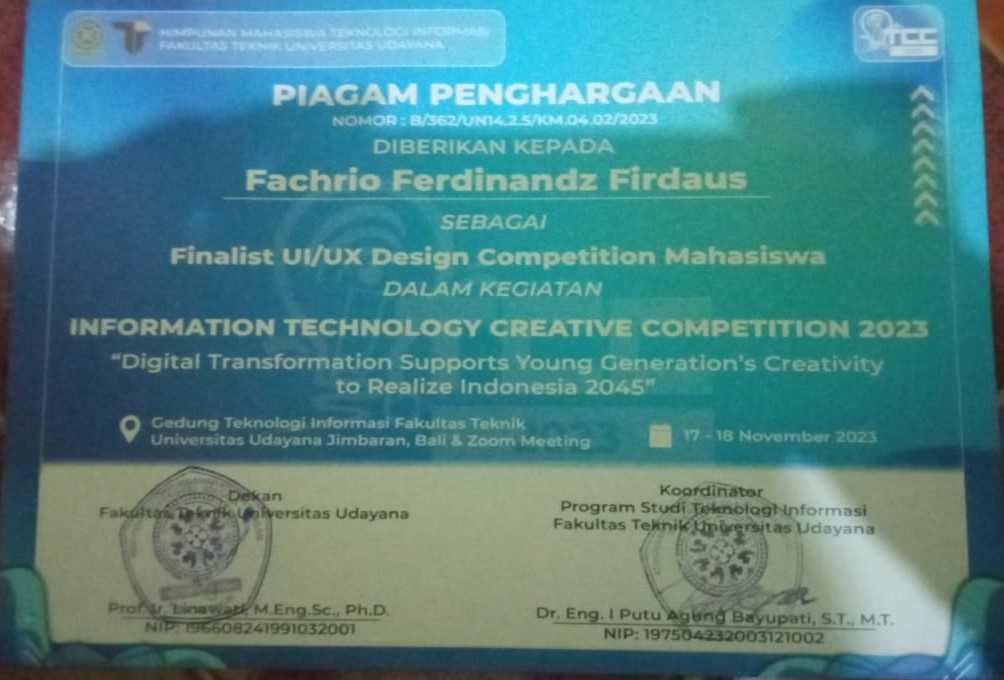 HIMPUNAN MAHASISWA TEKNOLOGI INFORMASI
FAKULTAS TEKNIK UNIVERSITAS UDAYANA
ITCC
PIAGAM PENGHARGAAN
NOMOR : B/362/UN14.2.5/KM.04.02/2023
DIBERIKAN KEPADA
Fachrio Ferdinandz Firdaus
SEBAGAI
Finalist UI/UX Design Competition Mahasiswa
DALAM KEGIATAN
INFORMATION TECHNOLOGY CREATIVE COMPETITION 2023
“Digital Transformation Supports Young Generation's Creativity
to Realize Indonesia 2045”
Gedung Teknologi Informasi Fakultas Teknik
Universitas Udayana Jimbaran, Bali & Zoom Meeting
17 - 18 November 2023
Dekan
Fakultas Teknik Universitas Udayana
Prof. Ir. Linawati, M.Eng.Sc., Ph.D.
NIP: 196608241991032001
Koordinator
Program Studi Teknologi Informasi
Fakultas Teknik Universitas Udayana
Dr. Eng. I Putu Agung Bayupati, S.T., M.T.
NIP: 197504232003121002